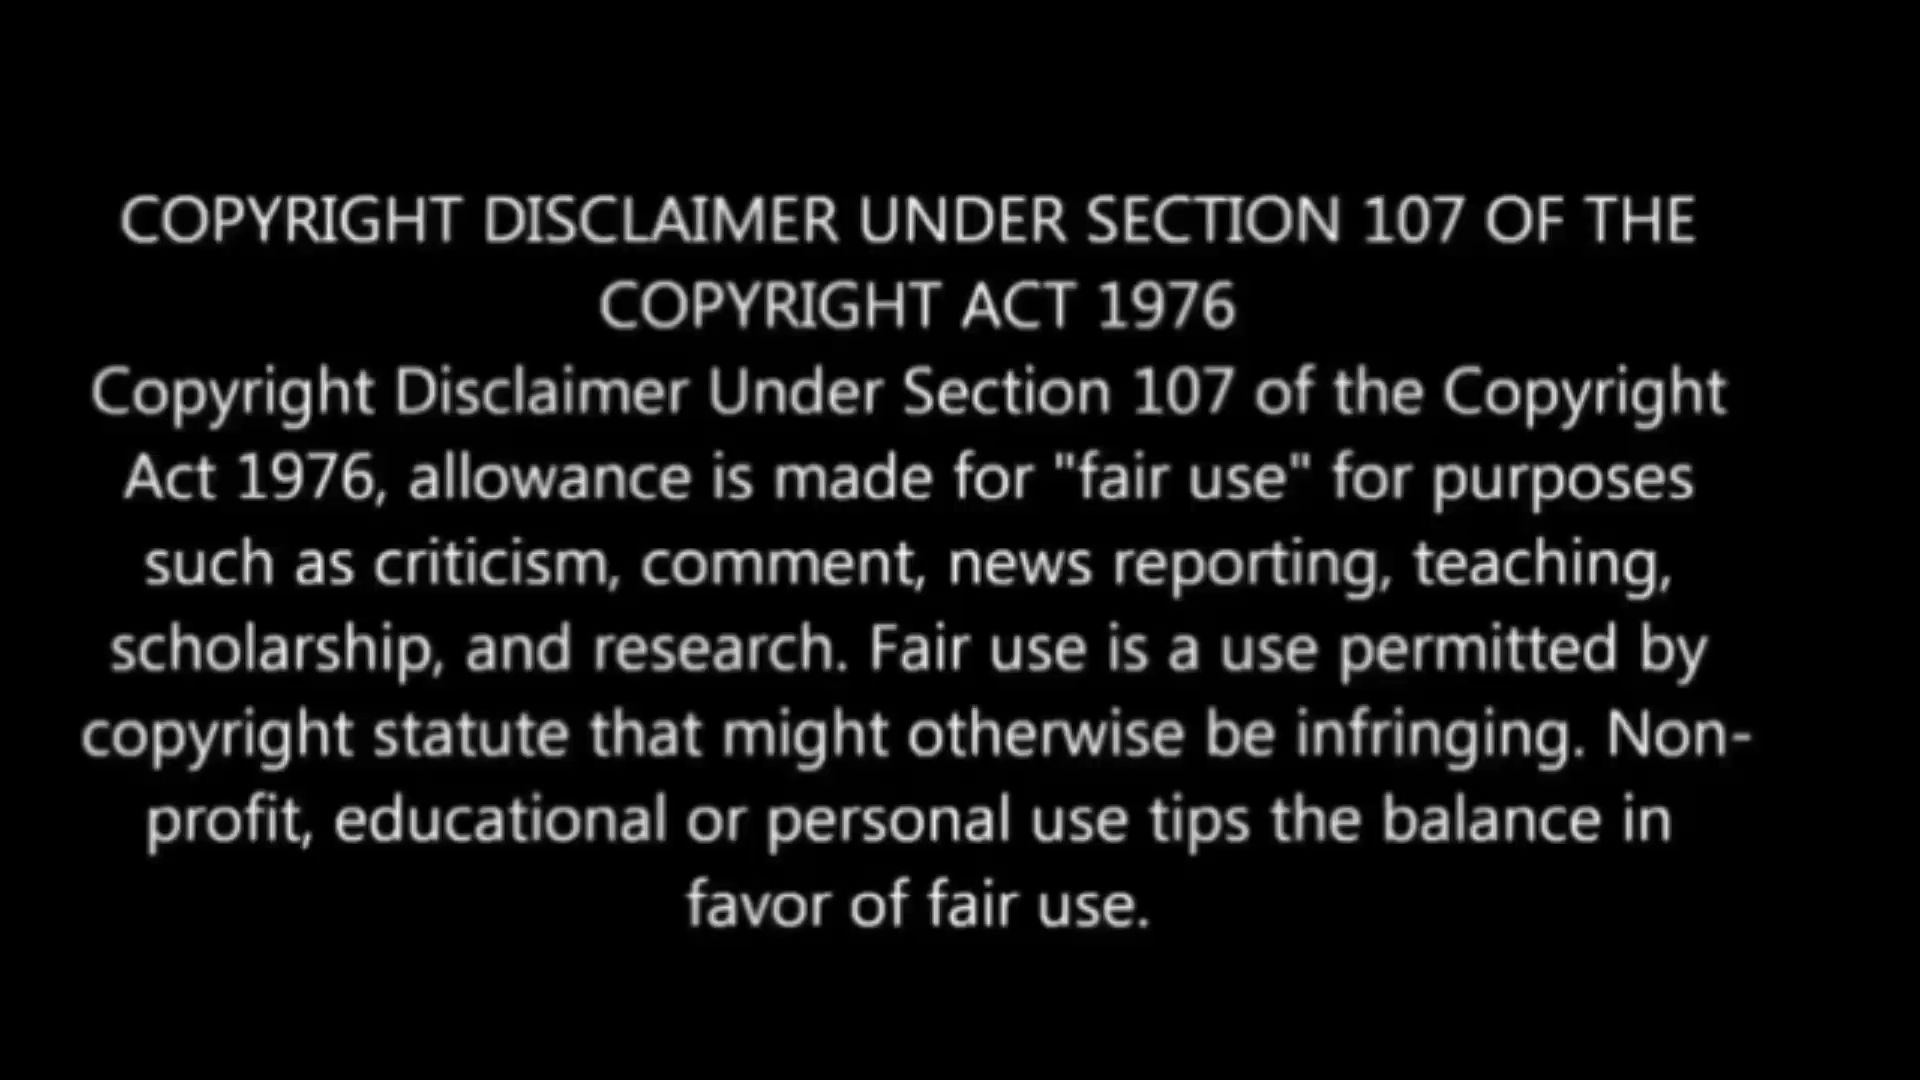 COPYRIGHT DISCLAIMER UNDER SECTION 107 OF THE
COPYRIGHT ACT 1976
Copyright Disclaimer Under Section 107 of the Copyright
Act 1976, allowance is made for "fair use" for purposes
such as criticism, comment, news reporting, teaching,
scholarship, and research. Fair use is a use permitted by
copyright statute that might otherwise be infringing. Non-
profit, educational or personal use tips the balance in
favor of fair use.